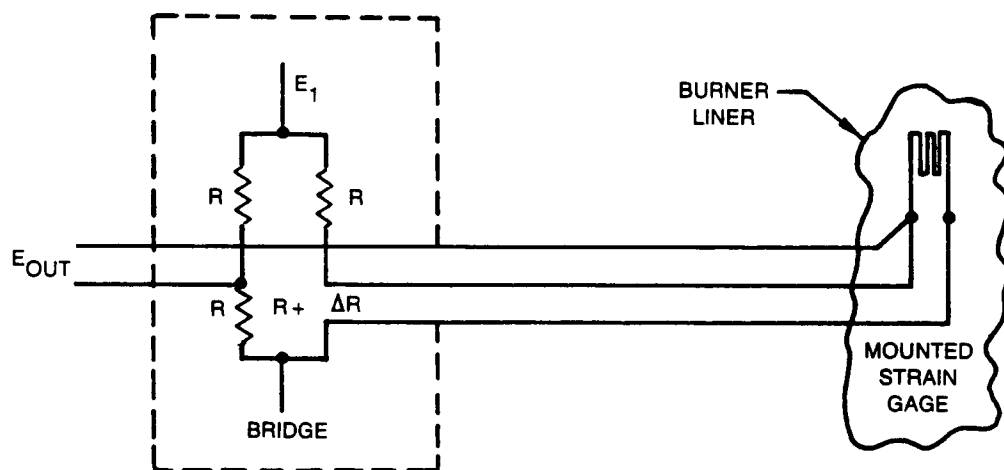 E1
BURNER
LINER
R
R
EOUT
R
R + ΔR
MOUNTED
STRAIN
GAGE
BRIDGE